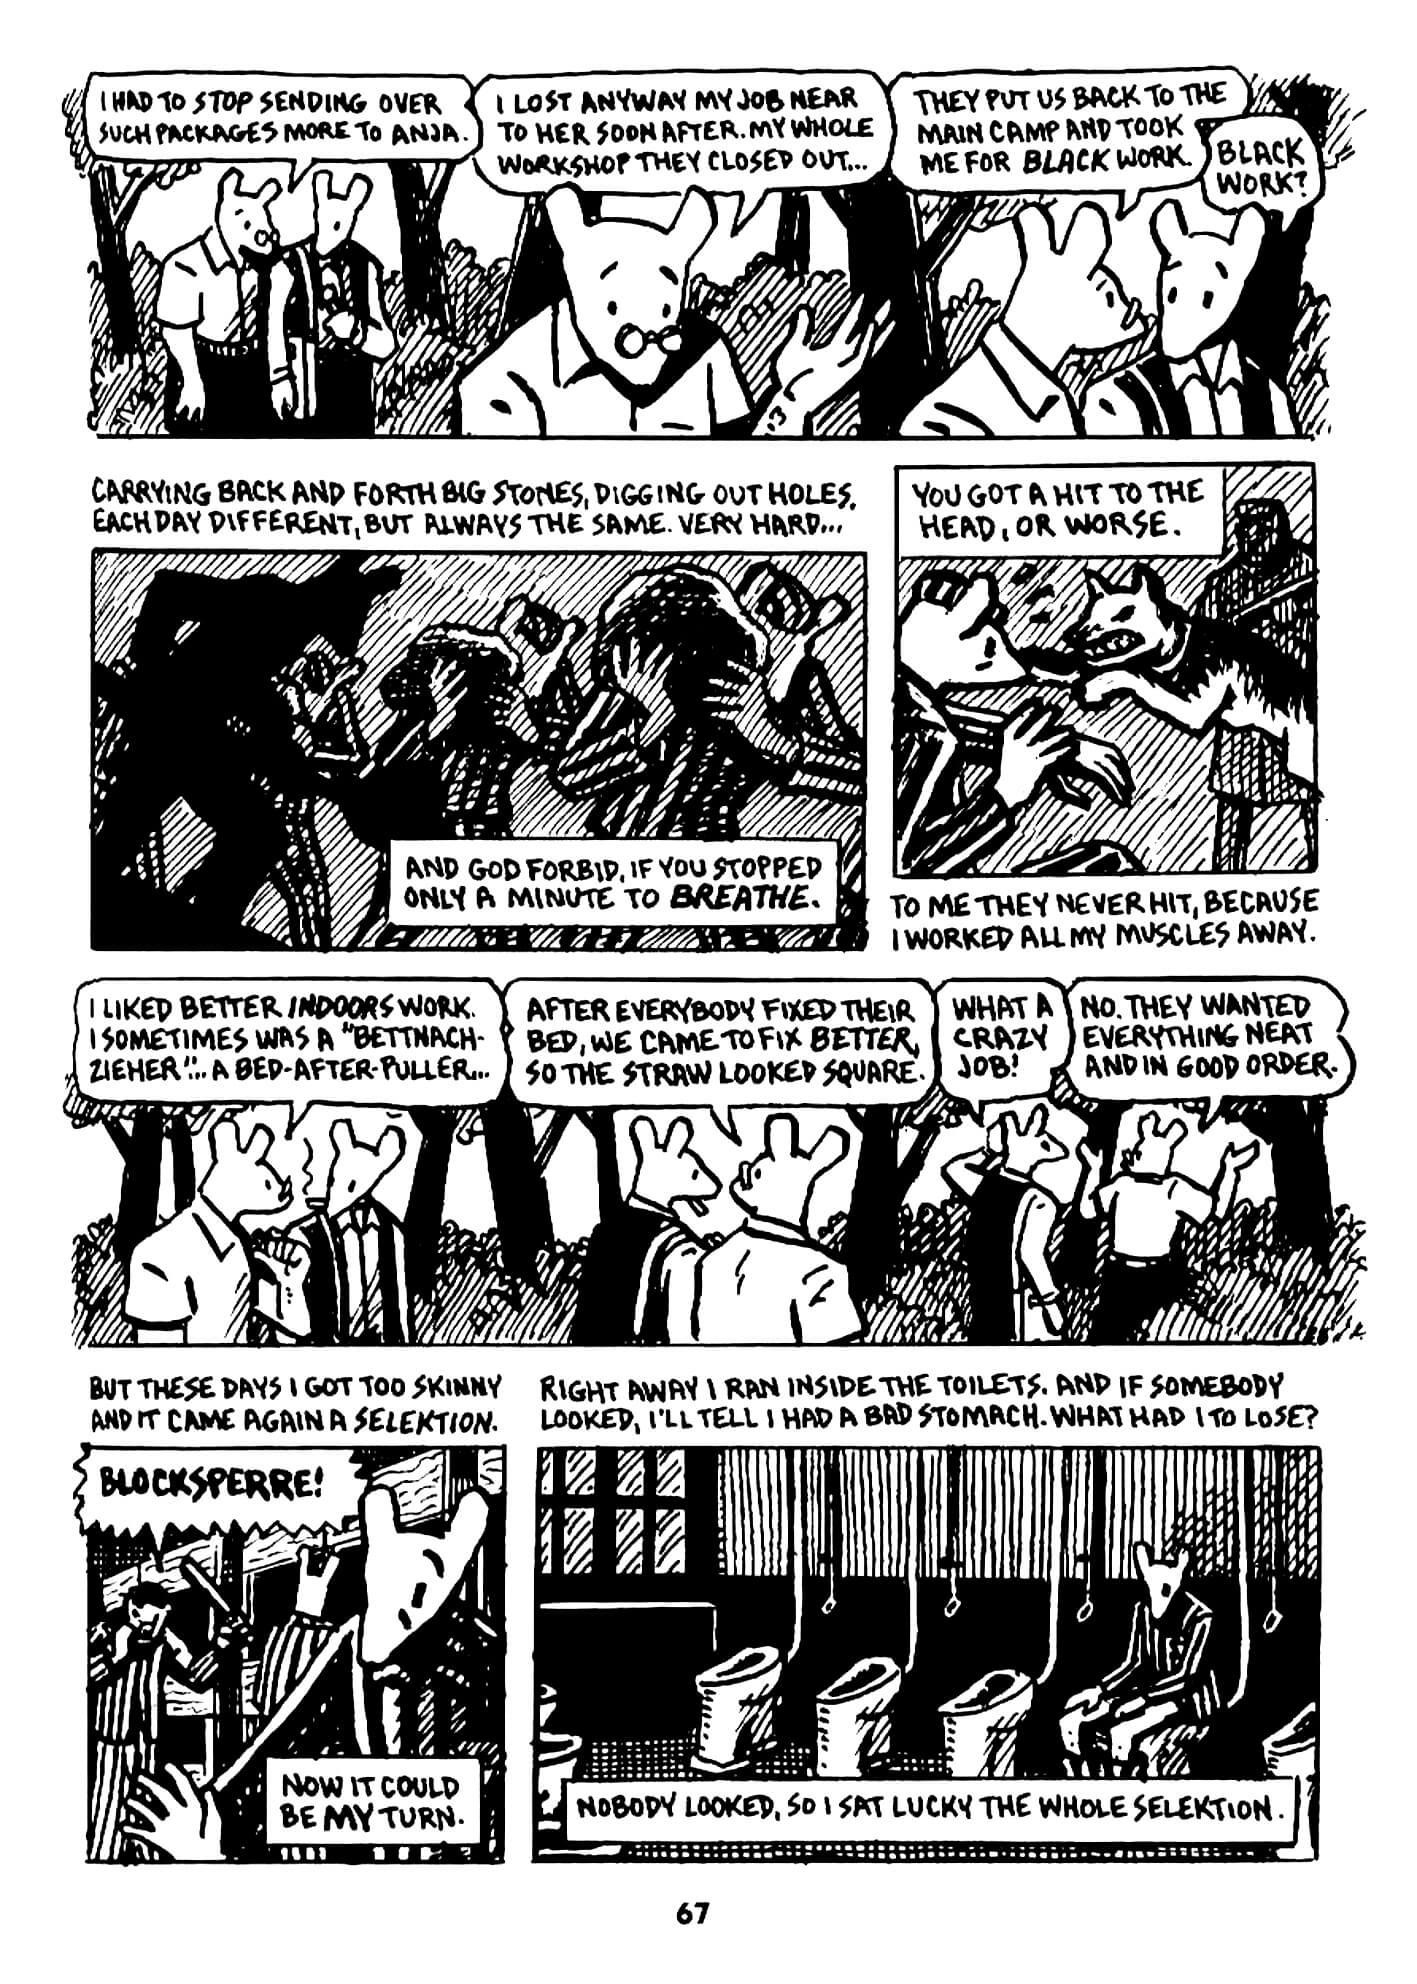 I HAD TO STOP SENDING OVER
SUCH PACKAGES MORE TO ANJA.
I LOST ANYWAY MY JOB NEAR
TO HER SOON AFTER. MY WHOLE
WORKSHOP THEY CLOSED OUT...
THEY PUT US BACK TO THE
MAIN CAMP AND TOOK
ME FOR BLACK WORK.
BLACK
WORK?
CARRYING BACK AND FORTH BIG STONES, DIGGING OUT HOLES,
EACH DAY DIFFERENT, BUT ALWAYS THE SAME. VERY HARD...
AND GOD FORBID, IF YOU STOPPED
ONLY A MINUTE TO BREATHE.
YOU GOT A HIT TO THE
HEAD, OR WORSE.
TO ME THEY NEVER HIT, BECAUSE
I WORKED ALL MY MUSCLES AWAY.
I LIKED BETTER INDOORS WORK.
I SOMETIMES WAS A "BETTNACH-
ZIEHER"... A BED-AFTER-PULLER...
AFTER EVERYBODY FIXED THEIR
BED, WE CAME TO FIX BETTER,
SO THE STRAW LOOKED SQUARE.
WHAT A
CRAZY
JOB!
NO. THEY WANTED
EVERYTHING NEAT
AND IN GOOD ORDER.
BUT THESE DAYS I GOT TOO SKINNY
AND IT CAME AGAIN A SELEKTION.
BLOCKSPERRE!
NOW IT COULD
BE MY TURN.
RIGHT AWAY I RAN INSIDE THE TOILETS. AND IF SOMEBODY
LOOKED, I'LL TELL I HAD A BAD STOMACH. WHAT HAD I TO LOSE?
NOBODY LOOKED, SO I SAT LUCKY THE WHOLE SELEKTION.
67